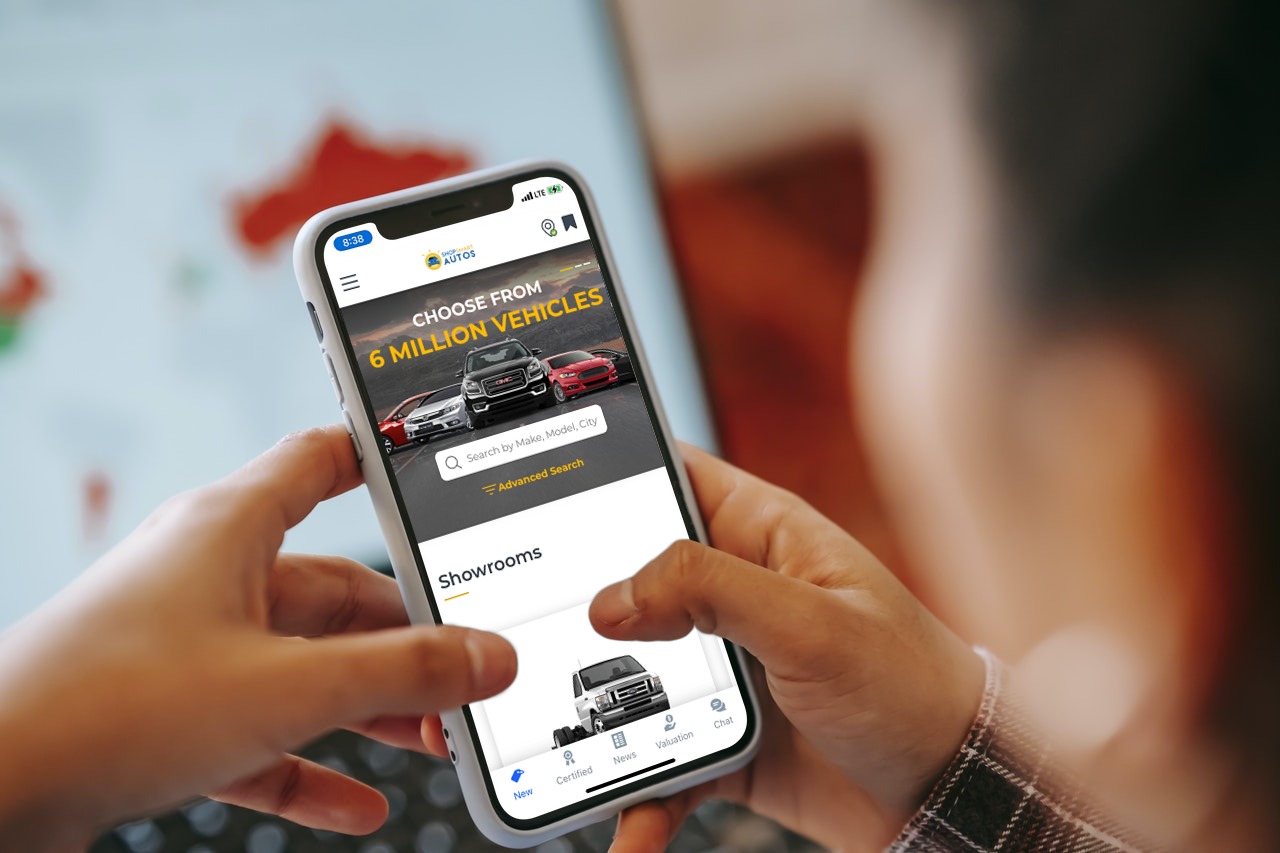 8:38
LTE
SHOPSMART
AUTOS
CHOOSE FROM
6 MILLION VEHICLES
GMC
Search by Make, Model, City
Advanced Search
Showrooms
New
Certified
News
Valuation
Chat